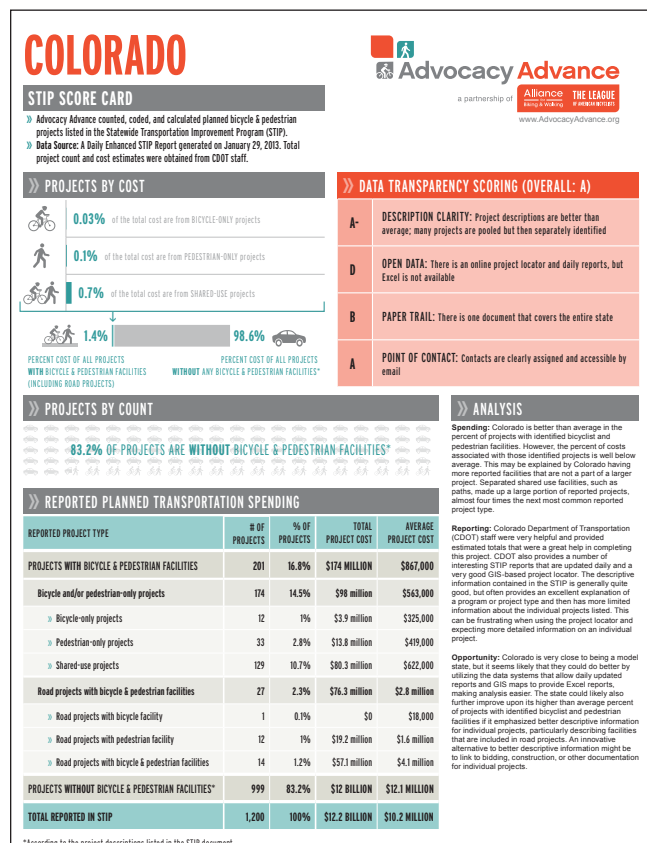 COLORADO
Advocacy Advance
a partnership of
Alliance
for
Biking & Walking
THE LEAGUE
OF AMERICAN BICYCLISTS
www.AdvocacyAdvance.org
STIP SCORE CARD
» Advocacy Advance counted, coded, and calculated planned bicycle & pedestrian
projects listed in the Statewide Transportation Improvement Program (STIP).
» Data Source: A Daily Enhanced STIP Report generated on January 29, 2013. Total
project count and cost estimates were obtained from CDOT staff.
» PROJECTS BY COST
0.03% of the total cost are from BICYCLE-ONLY projects
0.1% of the total cost are from PEDESTRIAN-ONLY projects
0.7% of the total cost are from SHARED-USE projects
1.4% 98.6%
PERCENT COST OF ALL PROJECTS
WITH BICYCLE & PEDESTRIAN FACILITIES
(INCLUDING ROAD PROJECTS)
PERCENT COST OF ALL PROJECTS
WITHOUT ANY BICYCLE & PEDESTRIAN FACILITIES*
» DATA TRANSPARENCY SCORING (OVERALL: A)
A- DESCRIPTION CLARITY: Project descriptions are better than
average; many projects are pooled but then separately identified
D OPEN DATA: There is an online project locator and daily reports, but
Excel is not available
B PAPER TRAIL: There is one document that covers the entire state
A POINT OF CONTACT: Contacts are clearly assigned and accessible by
email
» PROJECTS BY COUNT
83.2% OF PROJECTS ARE WITHOUT BICYCLE & PEDESTRIAN FACILITIES*
» REPORTED PLANNED TRANSPORTATION SPENDING
REPORTED PROJECT TYPE # OF PROJECTS % OF PROJECTS TOTAL PROJECT COST AVERAGE PROJECT COST
PROJECTS WITH BICYCLE & PEDESTRIAN FACILITIES 201 16.8% $174 MILLION $867,000
Bicycle and/or pedestrian-only projects 174 14.5% $98 million $563,000
» Bicycle-only projects 12 1% $3.9 million $325,000
» Pedestrian-only projects 33 2.8% $13.8 million $419,000
» Shared-use projects 129 10.7% $80.3 million $622,000
Road projects with bicycle & pedestrian facilities 27 2.3% $76.3 million $2.8 million
» Road projects with bicycle facility 1 0.1% $0 $18,000
» Road projects with pedestrian facility 12 1% $19.2 million $1.6 million
» Road projects with bicycle & pedestrian facilities 14 1.2% $57.1 million $4.1 million
PROJECTS WITHOUT BICYCLE & PEDESTRIAN FACILITIES* 999 83.2% $12 BILLION $12.1 MILLION
TOTAL REPORTED IN STIP 1,200 100% $12.2 BILLION $10.2 MILLION
*According to the project descriptions listed in the STIP document
» ANALYSIS
Spending: Colorado is better than average in the
percent of projects with identified bicyclist and
pedestrian facilities. However, the percent of costs
associated with those identified projects is well below
average. This may be explained by Colorado having
more reported facilities that are not a part of a larger
project. Separated shared use facilities, such as
paths, made up a large portion of reported projects,
almost four times the next most common reported
project type.
Reporting: Colorado Department of Transportation
(CDOT) staff were very helpful and provided
estimated totals that were a great help in completing
this project. CDOT also provides a number of
interesting STIP reports that are updated daily and a
very good GIS-based project locator. The descriptive
information contained in the STIP is generally quite
good, but often provides an excellent explanation of
a program or project type and then has more limited
information about the individual projects listed. This
can be frustrating when using the project locator and
expecting more detailed information on an individual
project.
Opportunity: Colorado is very close to being a model
state, but it seems likely that they could do better by
utilizing the data systems that allow daily updated
reports and GIS maps to provide Excel reports,
making analysis easier. The state could likely also
further improve upon its higher than average percent
of projects with identified bicyclist and pedestrian
facilities if it emphasized better descriptive information
for individual projects, particularly describing facilities
that are included in road projects. An innovative
alternative to better descriptive information might be
to link to bidding, construction, or other documentation
for individual projects.